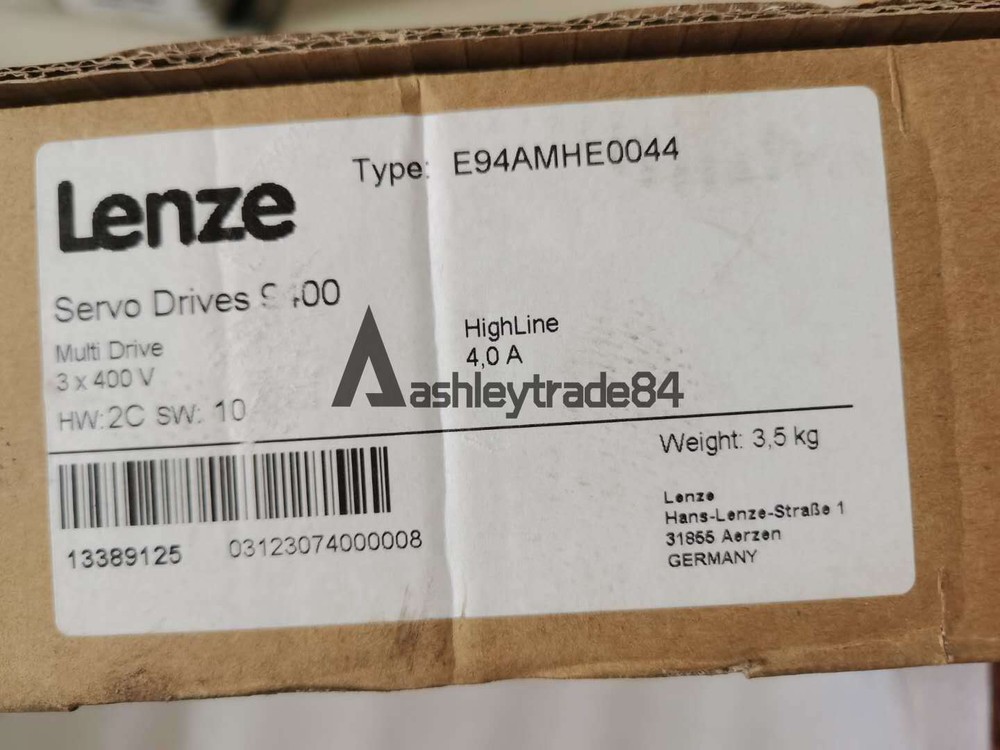 Type: E94AMHE0044
Lenze
Servo Drives 9400
Multi Drive
3 x 400 V
HW: 2C SW: 10
HighLine
4,0 A
Aashleytrade84
Weight: 3,5 kg
13389125 03123074000008
Lenze
Hans-Lenze-Straße 1
31855 Aerzen
GERMANY